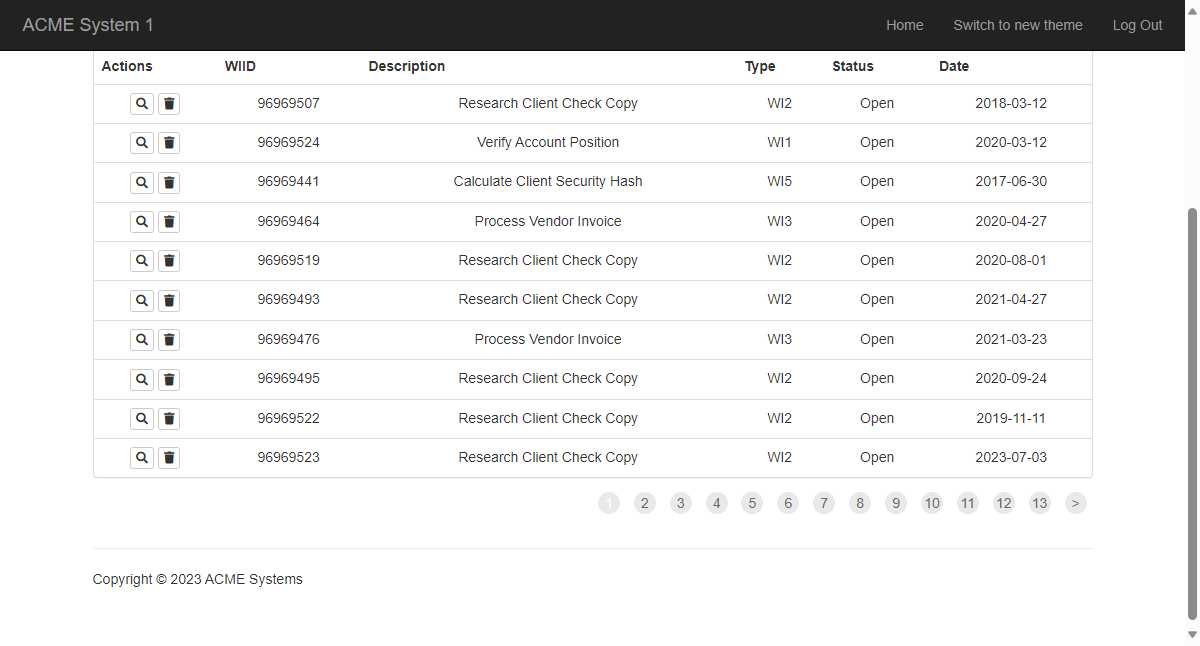 ACME System 1 Home Switch to new theme Log Out
Actions WIID Description Type Status Date
96969507 Research Client Check Copy WI2 Open 2018-03-12
96969524 Verify Account Position WI1 Open 2020-03-12
96969441 Calculate Client Security Hash WI5 Open 2017-06-30
96969464 Process Vendor Invoice WI3 Open 2020-04-27
96969519 Research Client Check Copy WI2 Open 2020-08-01
96969493 Research Client Check Copy WI2 Open 2021-04-27
96969476 Process Vendor Invoice WI3 Open 2021-03-23
96969495 Research Client Check Copy WI2 Open 2020-09-24
96969522 Research Client Check Copy WI2 Open 2019-11-11
96969523 Research Client Check Copy WI2 Open 2023-07-03
1 2 3 4 5 6 7 8 9 10 11 12 13 >
Copyright © 2023 ACME Systems